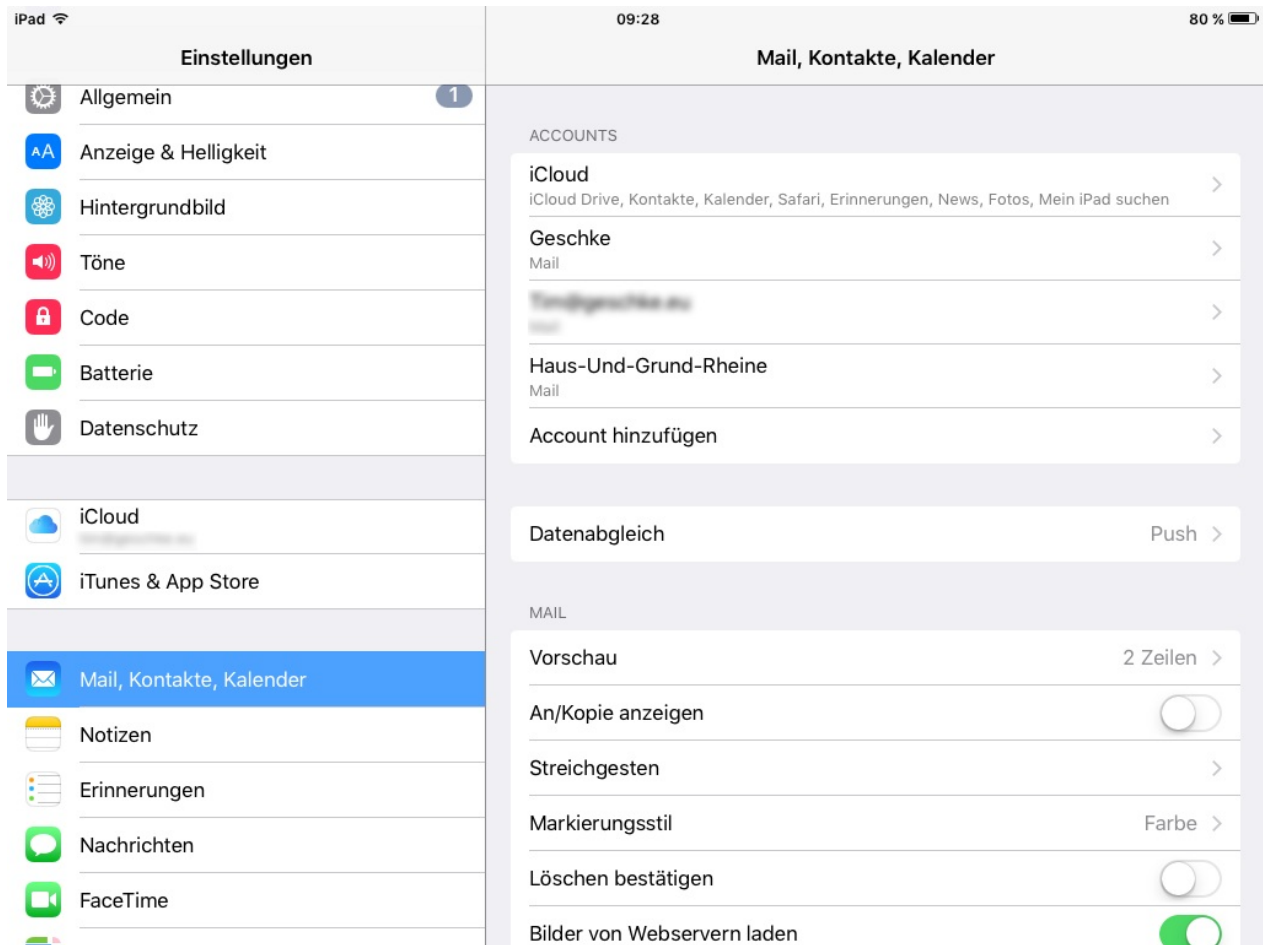 iPad
09:28
80 %
Einstellungen
Allgemein
1
AA Anzeige & Helligkeit
Hintergrundbild
Töne
Code
Batterie
Datenschutz
iCloud
iTunes & App Store
Mail, Kontakte, Kalender
Notizen
Erinnerungen
Nachrichten
FaceTime
Mail, Kontakte, Kalender
ACCOUNTS
iCloud
iCloud Drive, Kontakte, Kalender, Safari, Erinnerungen, News, Fotos, Mein iPad suchen
Geschke
Mail
Haus-Und-Grund-Rheine
Mail
Account hinzufügen
Datenabgleich
Push
MAIL
Vorschau
2 Zeilen
An/Kopie anzeigen
Streichgesten
Markierungsstil
Farbe
Löschen bestätigen
Bilder von Webservern laden